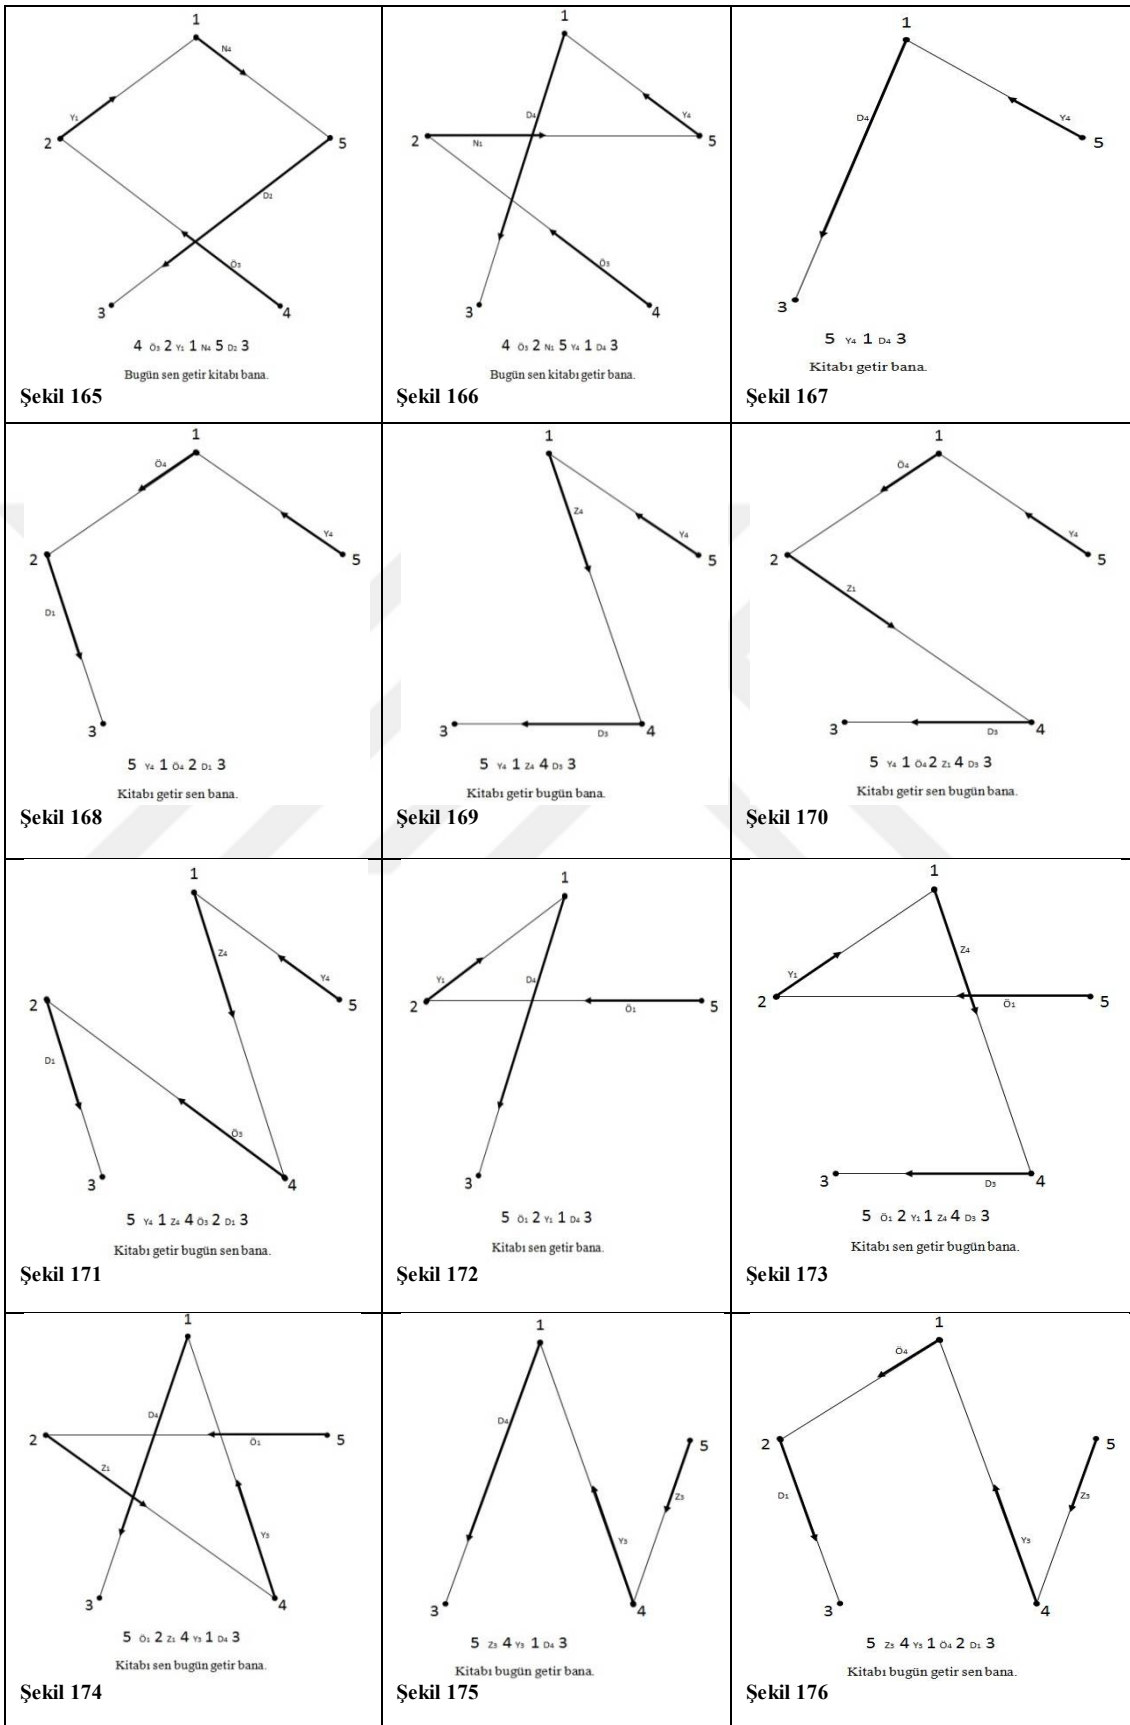 1
N₄
Y₁
2
5
D₂
Ö₃
3
4
4 Ö₃ 2 Y₁ 1 N₄ 5 D₂ 3
Bugün sen getir kitabı bana.
Şekil 165
1
D₄
Y₄
2
N₁
5
Ö₃
3
4
4 Ö₃ 2 N₁ 5 Y₄ 1 D₄ 3
Bugün sen kitabı getir bana.
Şekil 166
1
D₄
Y₄
5
3
5 Y₄ 1 D₄ 3
Kitabı getir bana.
Şekil 167
1
Ö₄
Y₄
2
5
D₁
3
5 Y₄ 1 Ö₄ 2 D₁ 3
Kitabı getir sen bana.
Şekil 168
1
Z₄
Y₄
5
3
D₃
4
5 Y₄ 1 Z₄ 4 D₃ 3
Kitabı getir bugün bana.
Şekil 169
1
Ö₄
Y₄
2
5
Z₁
3
D₃
4
5 Y₄ 1 Ö₄ 2 Z₁ 4 D₃ 3
Kitabı getir sen bugün bana.
Şekil 170
1
Z₄
Y₄
2
5
D₁
Ö₃
3
4
5 Y₄ 1 Z₄ 4 Ö₃ 2 D₁ 3
Kitabı getir bugün sen bana.
Şekil 171
1
Y₁
D₄
2
Ö₁
5
3
5 Ö₁ 2 Y₁ 1 D₄ 3
Kitabı sen getir bana.
Şekil 172
1
Z₄
Y₁
2
Ö₁
5
3
D₃
4
5 Ö₁ 2 Y₁ 1 Z₄ 4 D₃ 3
Kitabı sen getir bugün bana.
Şekil 173
1
D₄
2
Ö₁
5
Z₁
Y₃
3
4
5 Ö₁ 2 Z₁ 4 Y₃ 1 D₄ 3
Kitabı sen bugün getir bana.
Şekil 174
1
D₄
5
Z₃
Y₃
3
4
5 Z₃ 4 Y₃ 1 D₄ 3
Kitabı bugün getir bana.
Şekil 175
1
Ö₄
2
5
D₁
Z₃
Y₃
3
4
5 Z₃ 4 Y₃ 1 Ö₄ 2 D₁ 3
Kitabı bugün getir sen bana.
Şekil 176